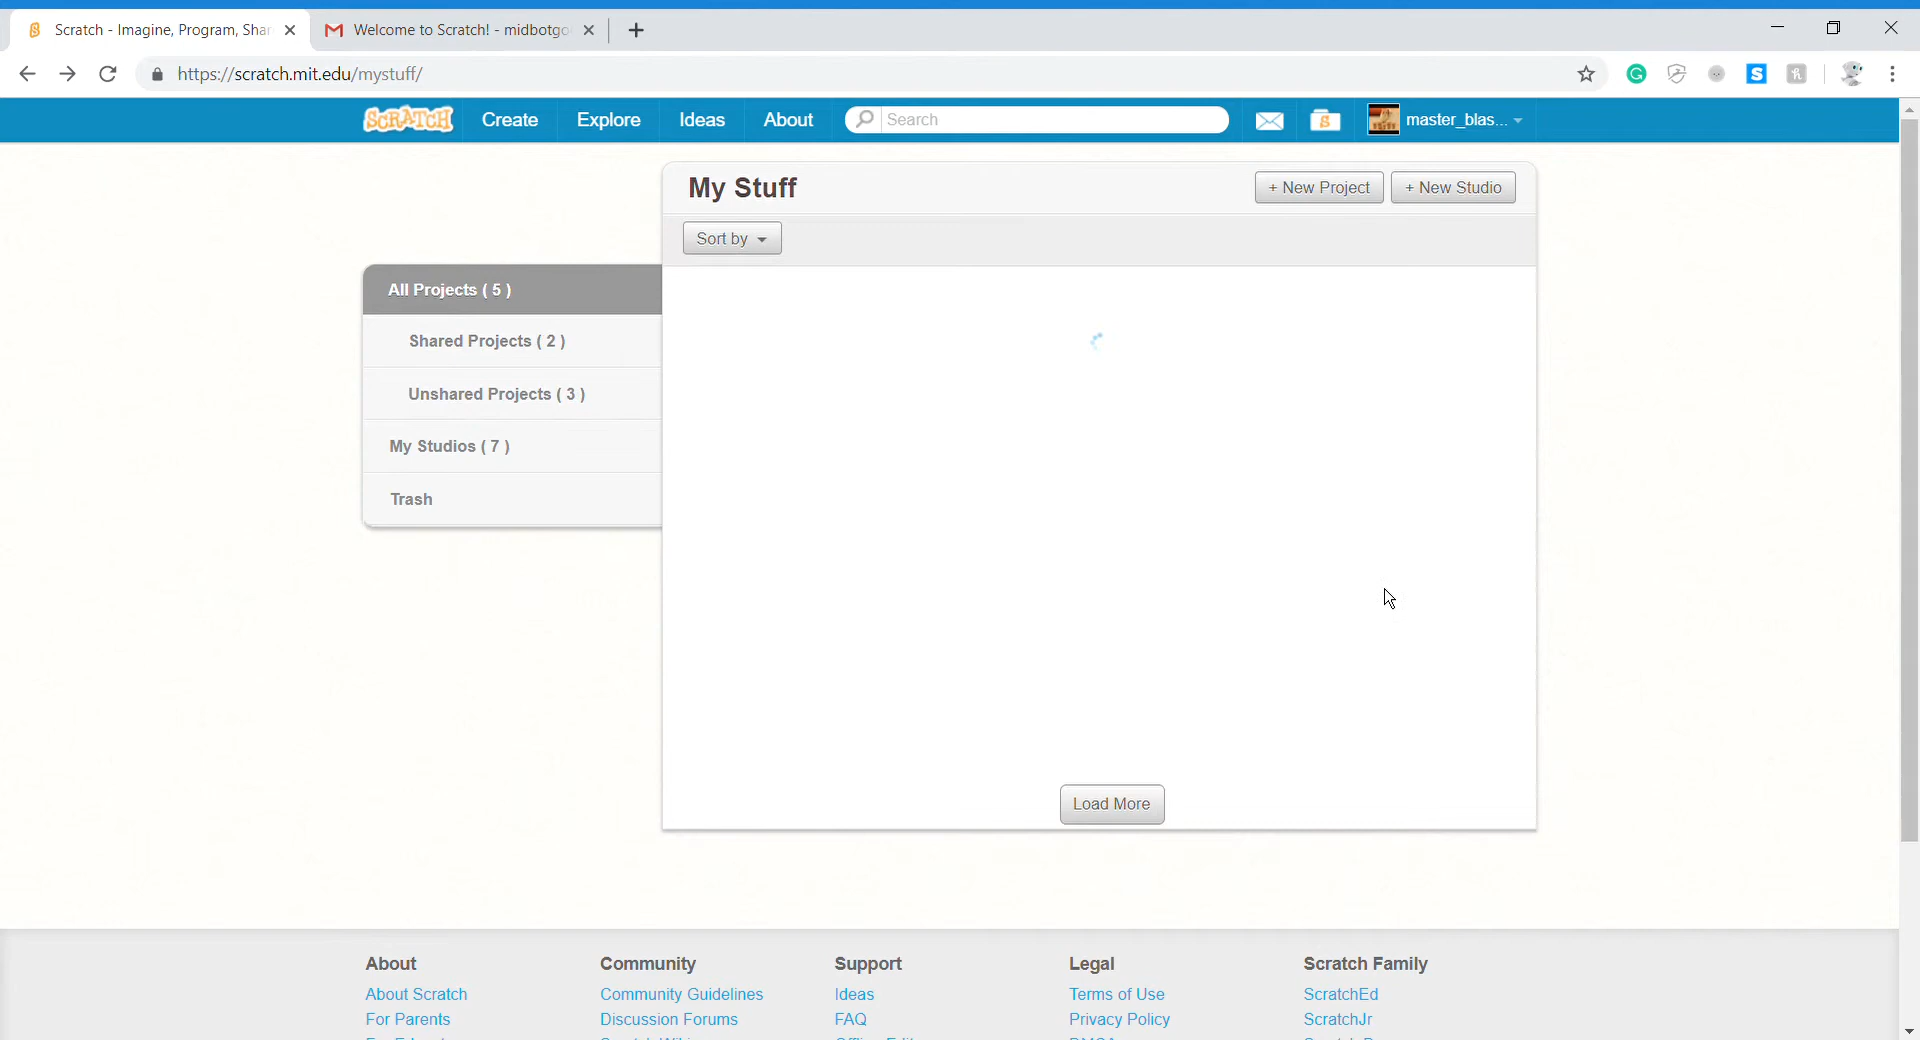 Scratch - Imagine, Program, Shar
Welcome to Scratch! - midbotgo
https://scratch.mit.edu/mystuff/
SCRATCH
Create
Explore
Ideas
About
Search
master_blas...
My Stuff
+ New Project
+ New Studio
Sort by
All Projects ( 5 )
Shared Projects ( 2 )
Unshared Projects ( 3 )
My Studios ( 7 )
Trash
Load More
About
Community
Support
Legal
Scratch Family
About Scratch
Community Guidelines
Ideas
Terms of Use
ScratchEd
For Parents
Discussion Forums
FAQ
Privacy Policy
ScratchJr